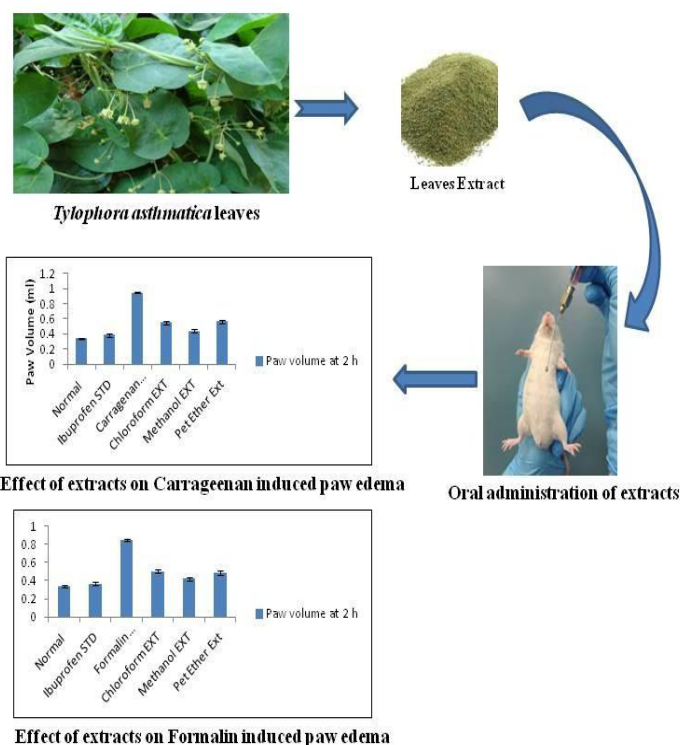 Tylophora asthmatica leaves
Leaves Extract
Paw Volume (ml)
1.2
1
0.8
0.6
0.4
0.2
0
Normal
Ibuprofen STD
Carragenan...
Chloroform EXT
Methanol EXT
Pet Ether Ext
Paw volume at 2 h
Effect of extracts on Carrageenan induced paw edema
Oral administration of extracts
1
0.8
0.6
0.4
0.2
0
Normal
Ibuprofen STD
Formalin...
Chloroform EXT
Methanol EXT
Pet Ether Ext
Paw volume at 2 h
Effect of extracts on Formalin induced paw edema